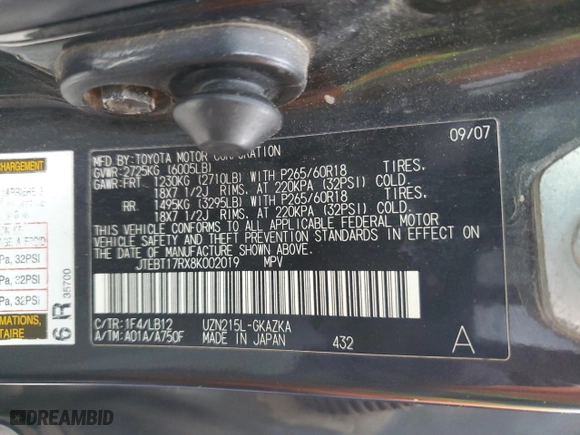 MFD.BY:TOYOTA MOTOR CORPORATION 09/07
GVWR:2725KG (6005LB)
GAWR:FRT 1230KG (2710LB) WITH P265/60R18 TIRES,
18X7 1/2J RIMS, AT 220KPA (32PSI) COLD.
RR 1495KG (3295LB) WITH P265/60R18 TIRES,
18X7 1/2J RIMS, AT 220KPA (32PSI) COLD.
THIS VEHICLE CONFORMS TO ALL APPLICABLE FEDERAL MOTOR
VEHICLE SAFETY AND THEFT PREVENTION STANDARDS IN EFFECT ON
THE DATE OF MANUFACTURE SHOWN ABOVE.
JTEBT17RX8K002019 MPV
C/TR:1F4/LB12 UZN215L-GKAZKA
A/TM:A01A/A750F MADE IN JAPAN 432 A
CHARGEMENT
Pa, 32PSI
Pa, 32PSI
Pa, 32PSI
MATIONS,
TAIRE
6R
35700
DREAMBID